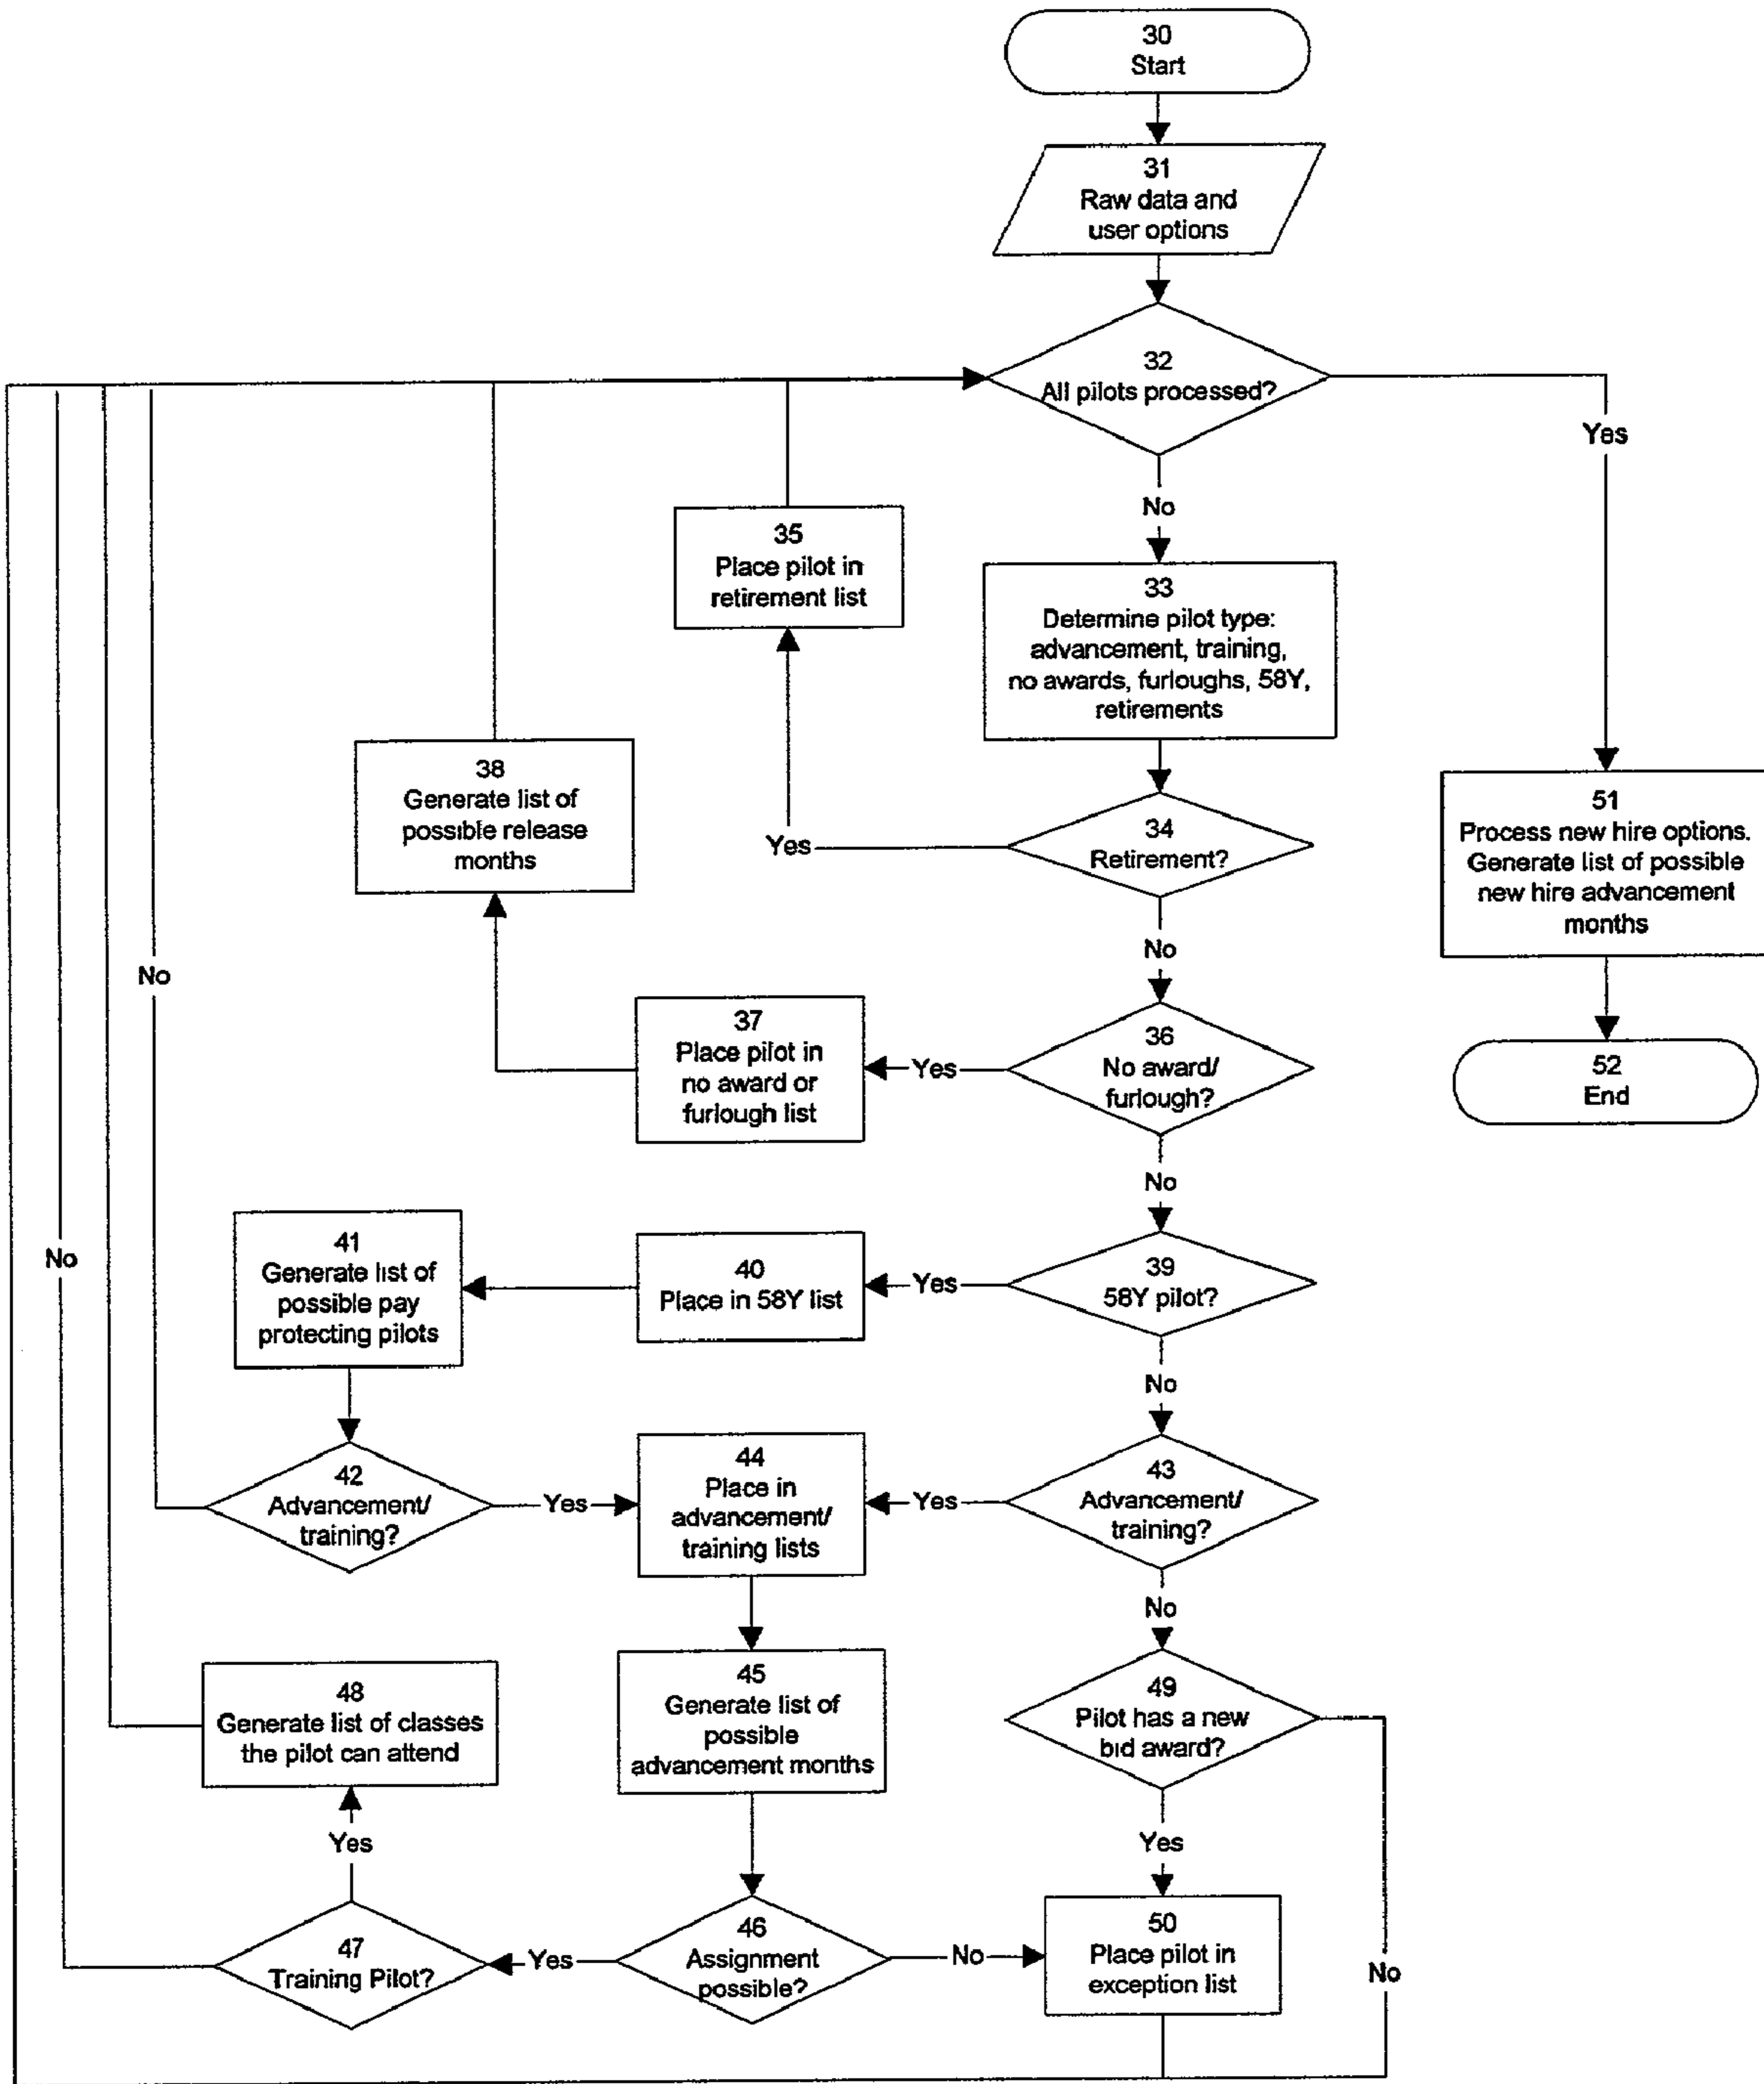 30
Start
31
Raw data and
user options
32
All pilots processed?
Yes
No
35
Place pilot in
retirement list
33
Determine pilot type:
advancement, training,
no awards, furloughs, 58Y,
retirements
38
Generate list of
possible release
months
Yes
34
Retirement?
51
Process new hire options.
Generate list of possible
new hire advancement
months
No
No
37
Place pilot in
no award or
furlough list
Yes
36
No award/
furlough?
52
End
No
No
41
Generate list of
possible pay
protecting pilots
40
Place in 58Y list
Yes
39
58Y pilot?
No
42
Advancement/
training?
Yes
44
Place in
advancement/
training lists
Yes
43
Advancement/
training?
No
48
Generate list of classes
the pilot can attend
45
Generate list of
possible
advancement months
49
Pilot has a new
bid award?
Yes
Yes
47
Training Pilot?
Yes
46
Assignment
possible?
No
50
Place pilot in
exception list
No